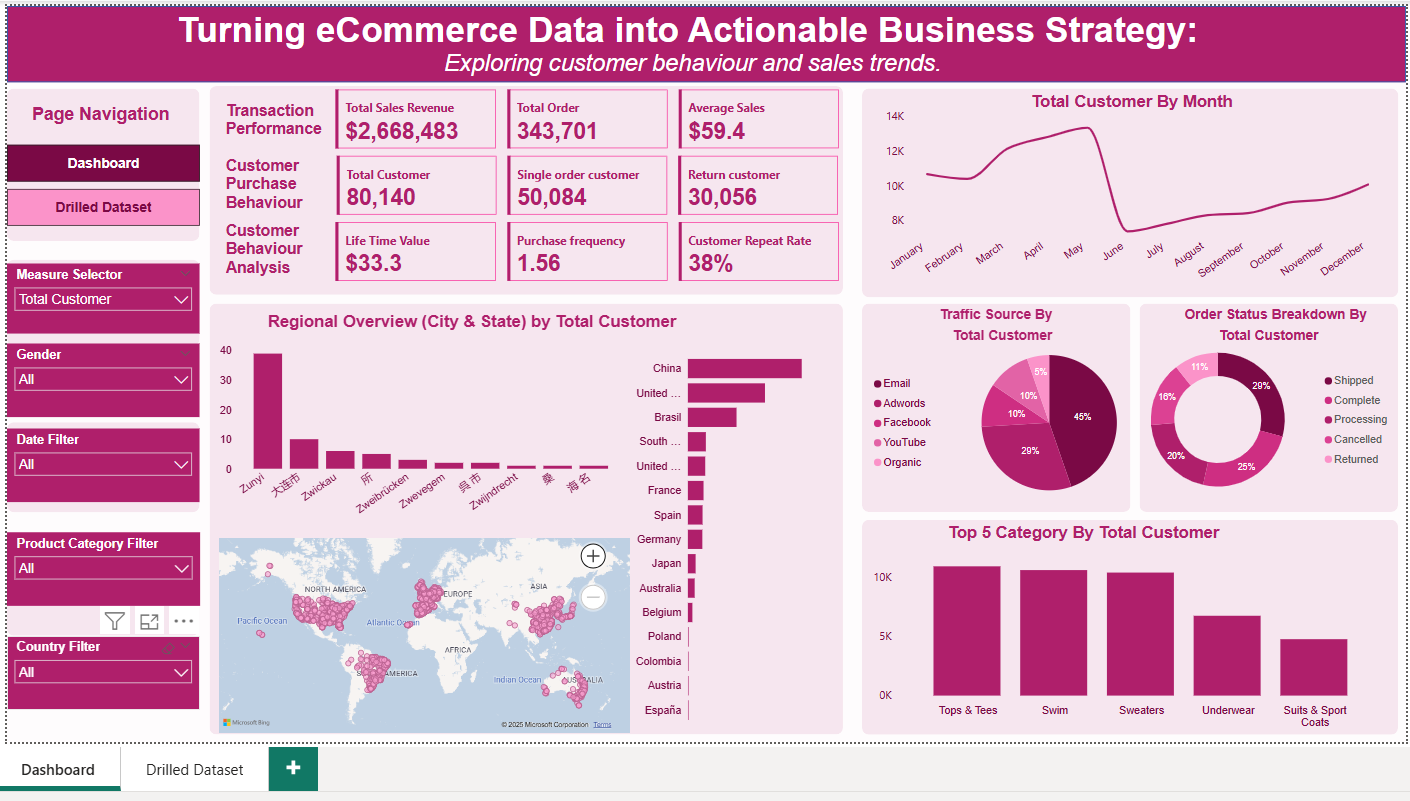 Turning eCommerce Data into Actionable Business Strategy:
Exploring customer behaviour and sales trends.
Page Navigation
Dashboard
Drilled Dataset
Measure Selector
Total Customer
Gender
All
Date Filter
All
Product Category Filter
All
Country Filter
All
Transaction
Performance
Total Sales Revenue
$2,668,483
Total Order
343,701
Average Sales
$59.4
Customer
Purchase
Behaviour
Total Customer
80,140
Single order customer
50,084
Return customer
30,056
Customer
Behaviour
Analysis
Life Time Value
$33.3
Purchase frequency
1.56
Customer Repeat Rate
38%
Regional Overview (City & State) by Total Customer
40
30
20
10
0
Zunyi
大连市
Zwickau
所
Zweibrücken
Zwevegem
呉市
Zwijndrecht
桑
海名
China
United ...
Brasil
South ...
United ...
France
Spain
Germany
Japan
Australia
Belgium
Poland
Colombia
Austria
España
NORTH AMERICA
EUROPE
ASIA
Pacific Ocean
Atlantic Ocean
AFRICA
AMERICA
Indian Ocean
Microsoft Bing
© 2025 Microsoft Corporation Terms
Total Customer By Month
14K
12K
10K
8K
January
February
March
April
May
June
July
August
September
October
November
December
Traffic Source By
Total Customer
Email
Adwords
Facebook
YouTube
Organic
5%
10%
10%
45%
Order Status Breakdown By
Total Customer
11%
16%
20%
25%
Shipped
Complete
Processing
Cancelled
Returned
Top 5 Category By Total Customer
10K
5K
0K
Tops & Tees
Swim
Sweaters
Underwear
Suits & Sport
Coats
Dashboard
Drilled Dataset